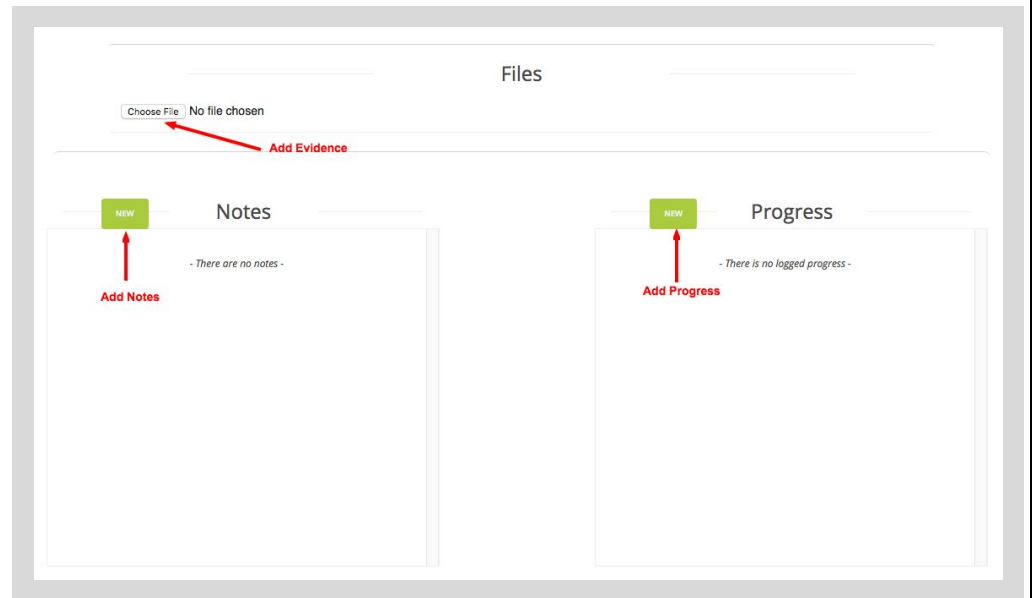 Files
Choose File No file chosen
Add Evidence
NEW Notes
- There are no notes -
Add Notes
NEW Progress
- There is no logged progress -
Add Progress